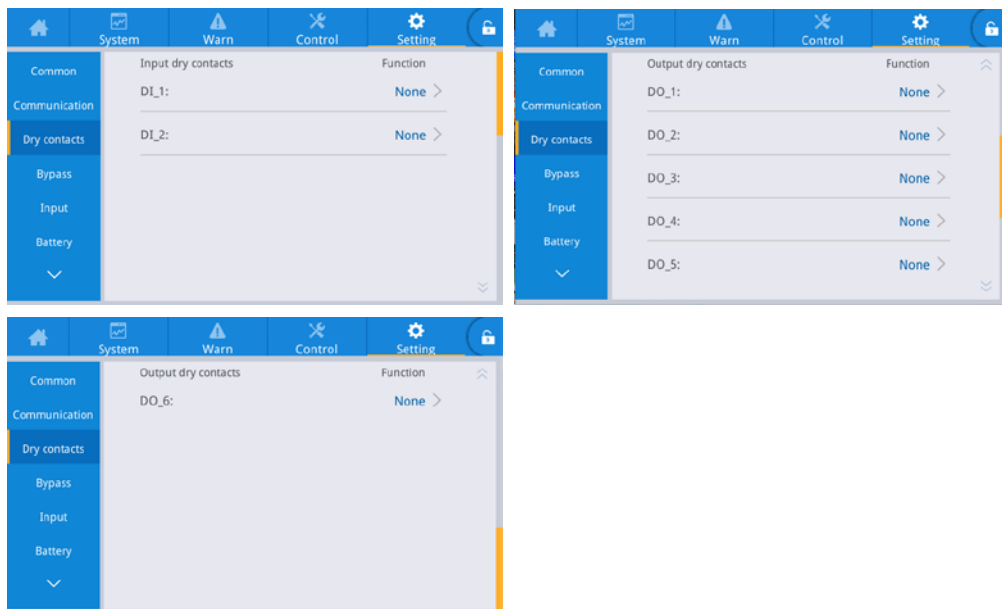 System Warn Control Setting
Common
Communication
Dry contacts
Bypass
Input
Battery
Input dry contacts Function
DI_1: None >
DI_2: None >
System Warn Control Setting
Common
Communication
Dry contacts
Bypass
Input
Battery
Output dry contacts Function
DO_1: None >
DO_2: None >
DO_3: None >
DO_4: None >
DO_5: None >
System Warn Control Setting
Common
Communication
Dry contacts
Bypass
Input
Battery
Output dry contacts Function
DO_6: None >